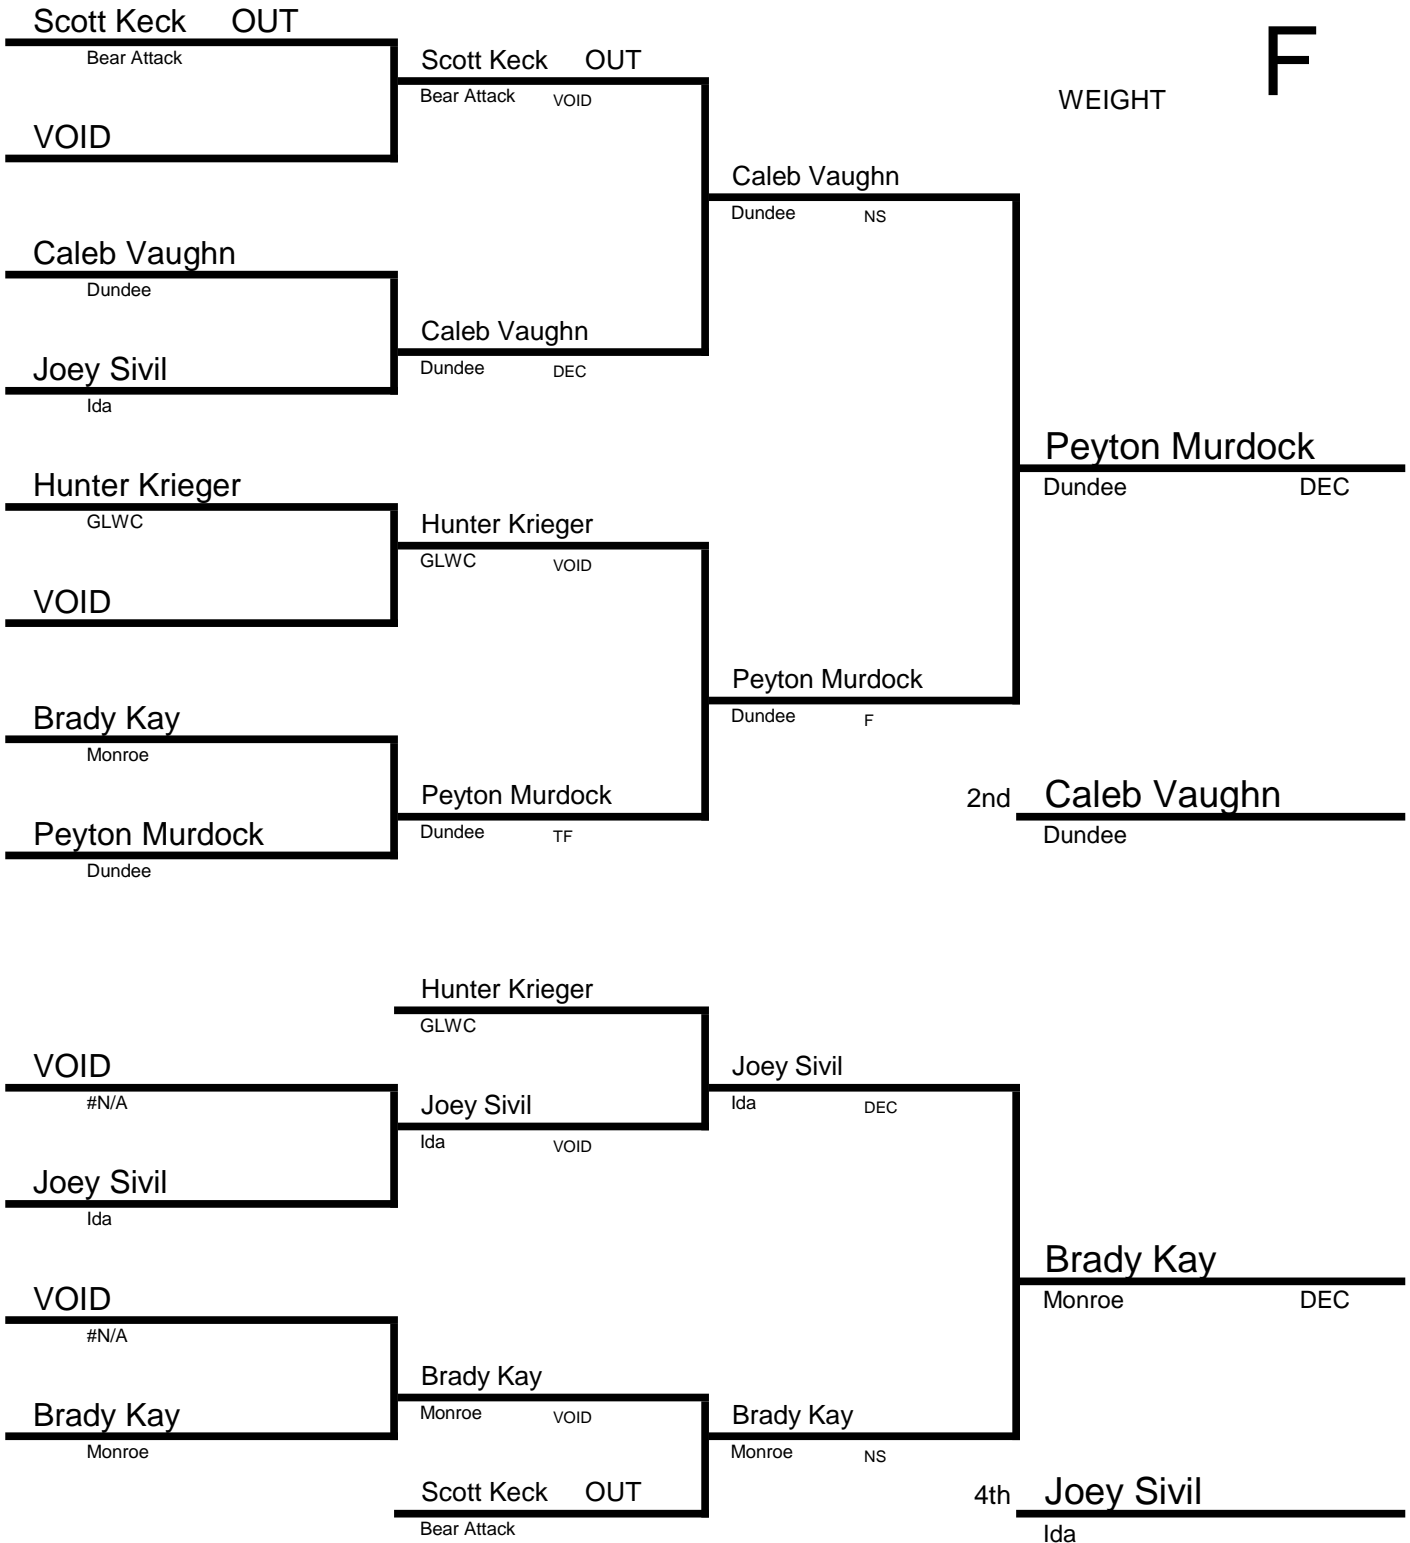 Scott Keck OUT
Bear Attack
VOID
Caleb Vaughn
Dundee
Joey Sivil
Ida
Hunter Krieger
GLWC
VOID
Brady Kay
Monroe
Peyton Murdock
Dundee
Scott Keck OUT
Bear Attack VOID
Caleb Vaughn
Dundee DEC
Hunter Krieger
GLWC VOID
Peyton Murdock
Dundee TF
Caleb Vaughn
Dundee NS
Peyton Murdock
Dundee F
F
WEIGHT
Peyton Murdock
Dundee DEC
2nd Caleb Vaughn
Dundee
VOID
#N/A
Joey Sivil
Ida
VOID
#N/A
Brady Kay
Monroe
Hunter Krieger
GLWC
Joey Sivil
Ida VOID
Brady Kay
Monroe VOID
Scott Keck OUT
Bear Attack
Joey Sivil
Ida DEC
Brady Kay
Monroe NS
Brady Kay
Monroe DEC
4th Joey Sivil
Ida